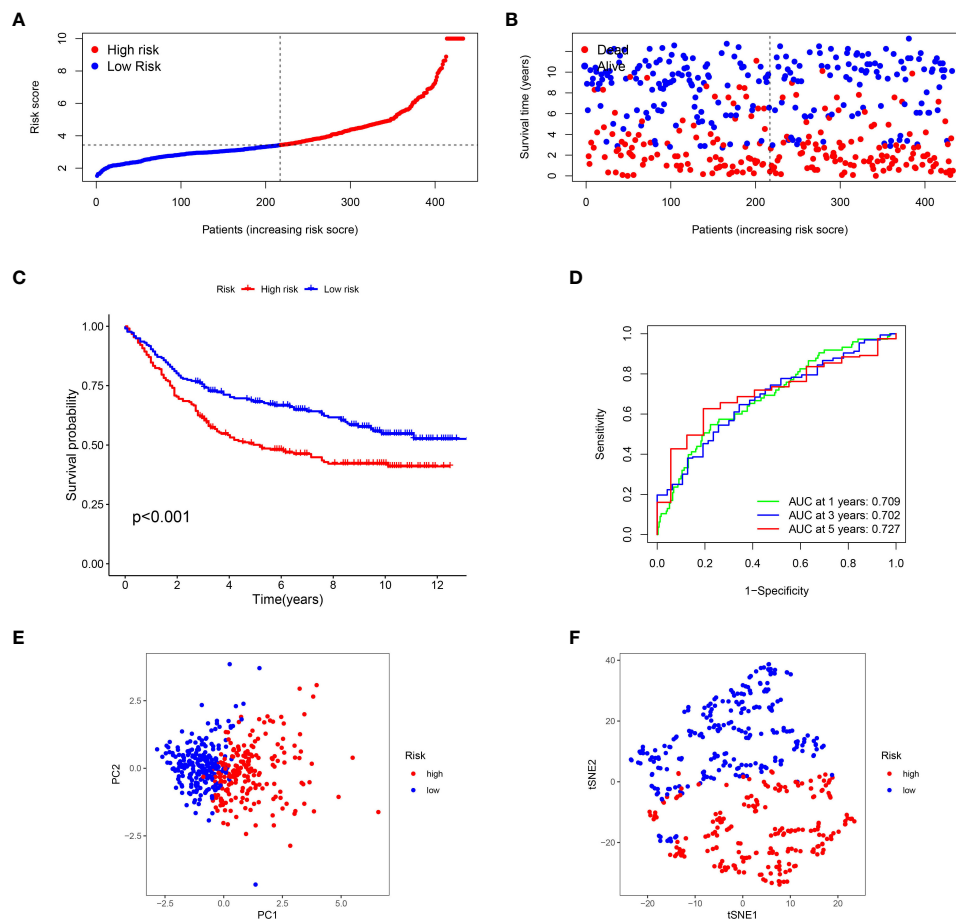 A
High risk
Low Risk
Risk score
10
8
6
4
2
0 100 200 300 400
Patients (increasing risk socre)
B
Dead
Alive
Survival time (years)
10
8
6
4
2
0
0 100 200 300 400
Patients (increasing risk socre)
C
Risk High risk Low risk
Survival probability
1.00
0.75
0.50
0.25
0.00
p<0.001
0 2 4 6 8 10 12
Time(years)
D
Sensitivity
1.0
0.8
0.6
0.4
0.2
0.0
AUC at 1 years: 0.709
AUC at 3 years: 0.702
AUC at 5 years: 0.727
0.0 0.2 0.4 0.6 0.8 1.0
1−Specificity
E
PC2
2.5
0.0
−2.5
−2.5 0.0 2.5 5.0
PC1
Risk
high
low
F
tSNE2
40
20
0
−20
−20 −10 0 10 20
tSNE1
Risk
high
low